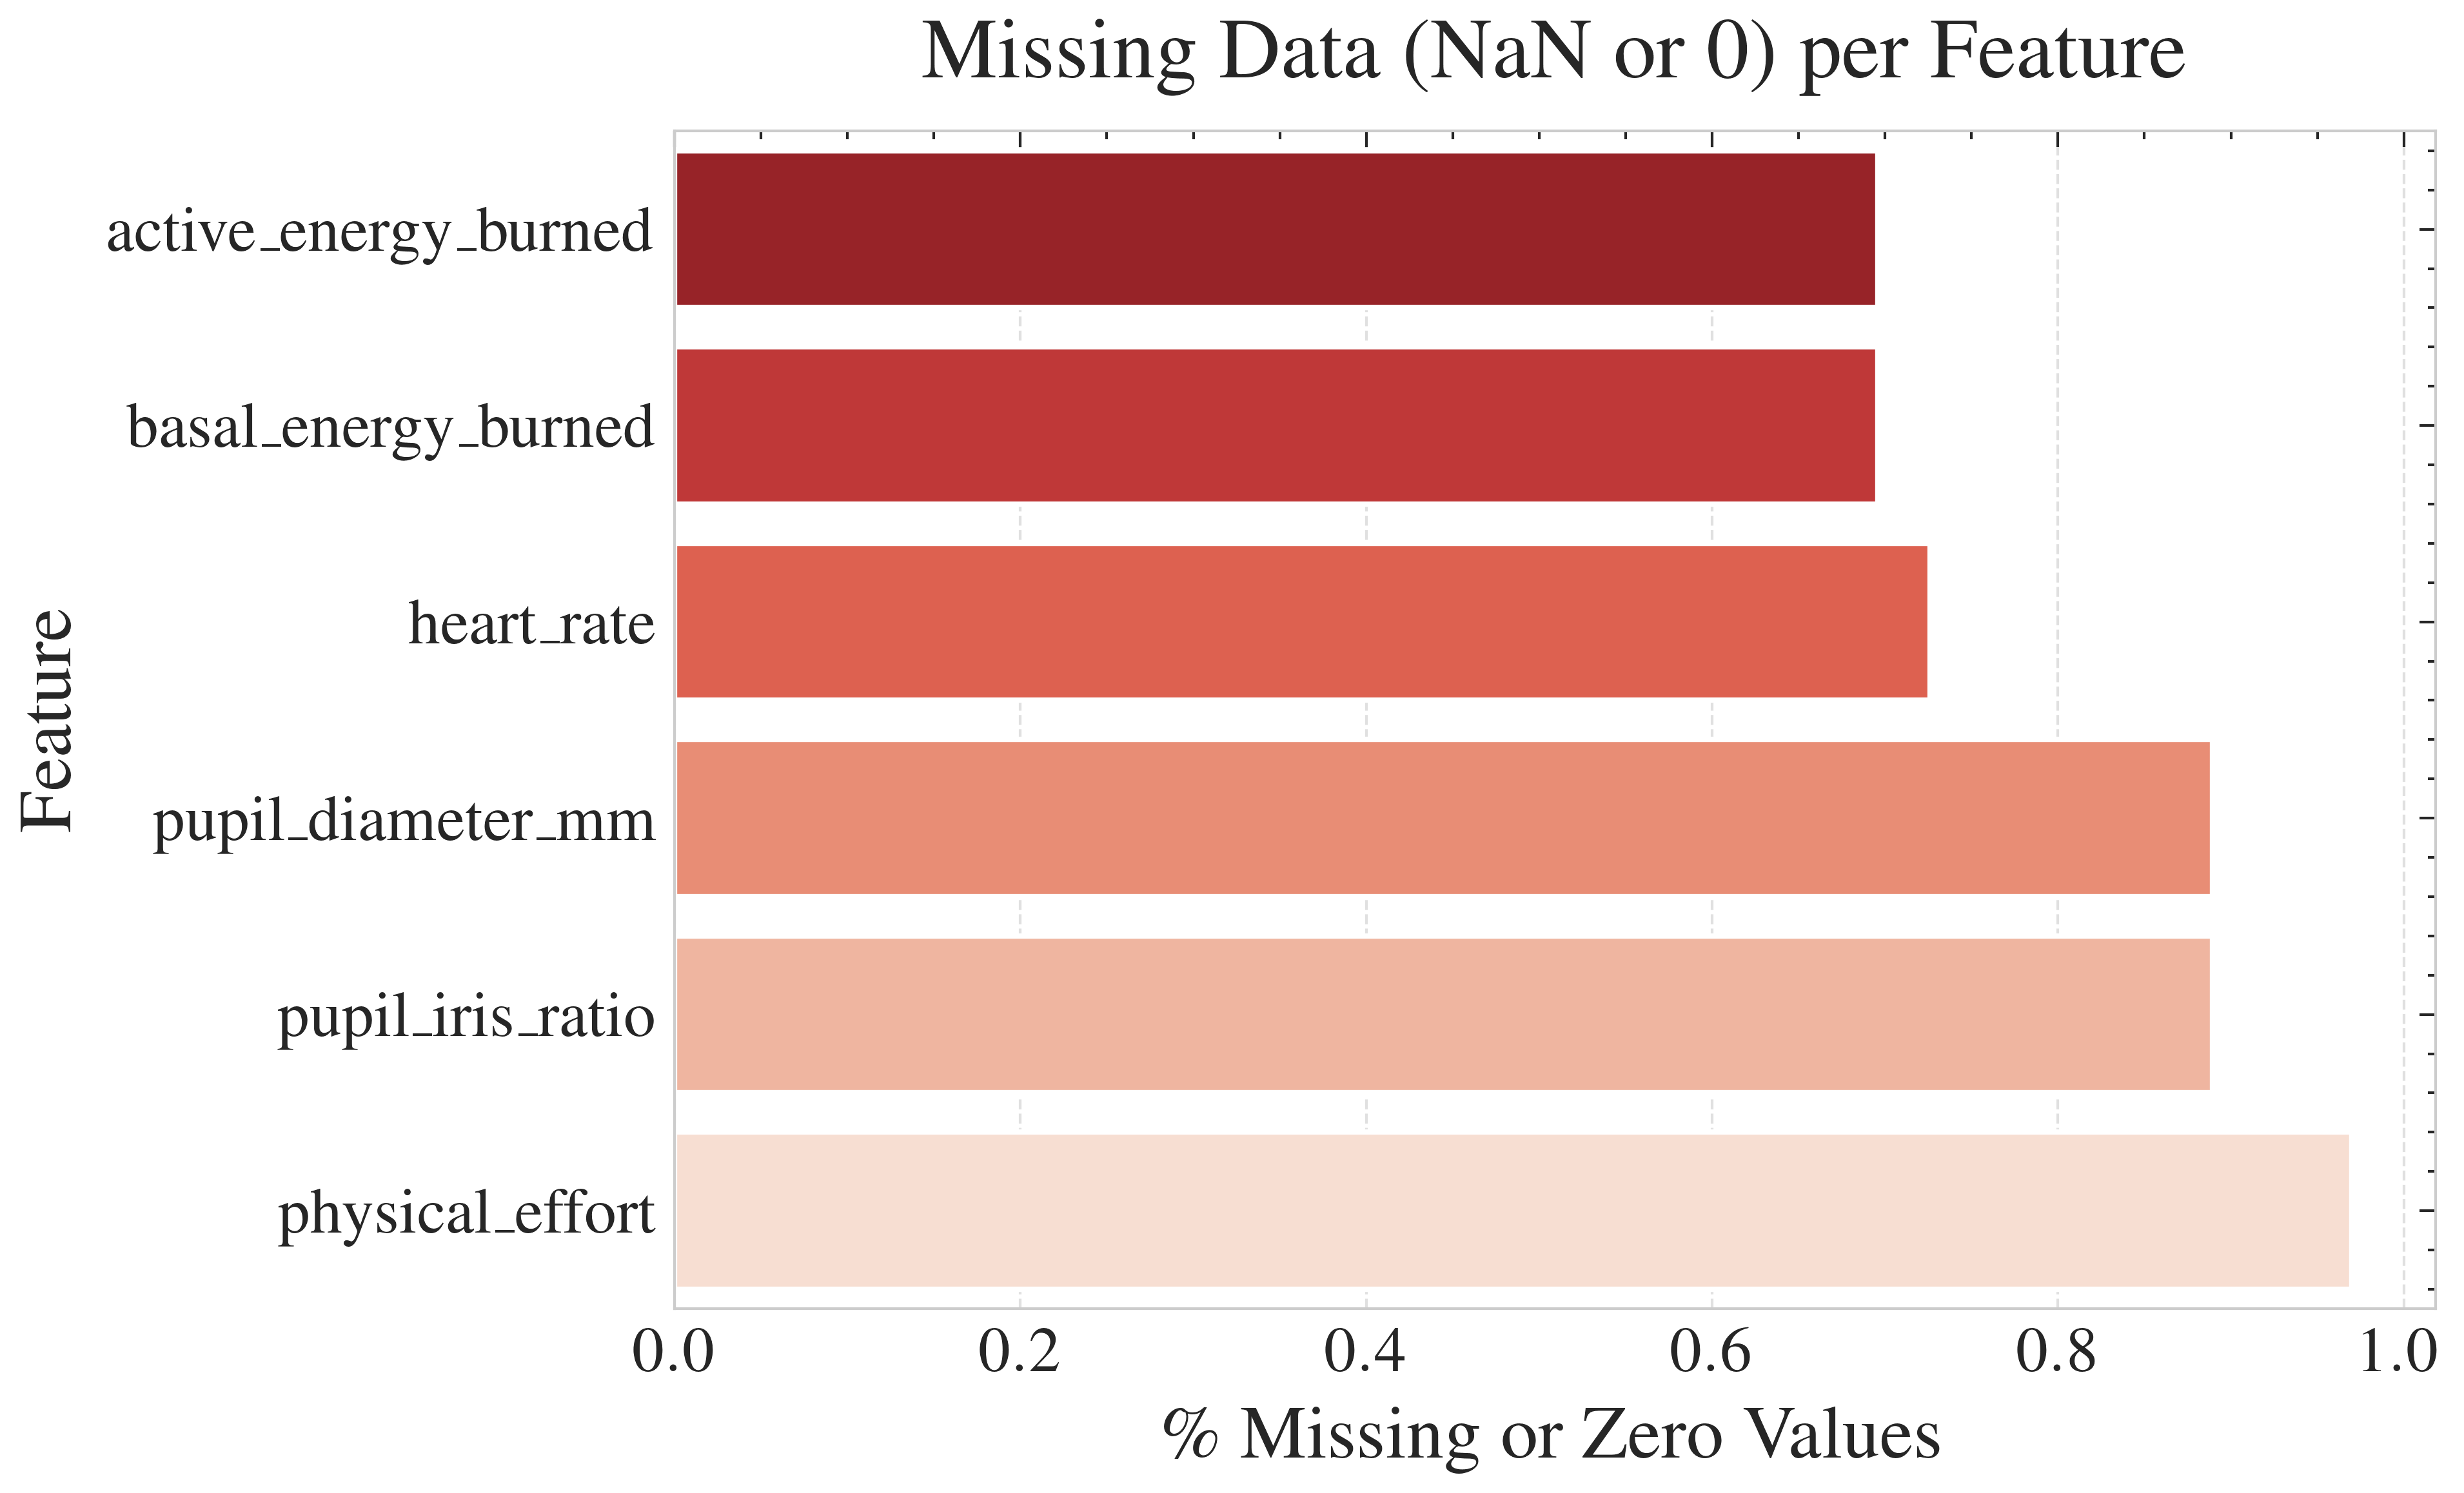 Missing Data (NaN or 0) per Feature
active_energy_burned
basal_energy_burned
heart_rate
pupil_diameter_mm
pupil_iris_ratio
physical_effort
Feature
0.0 0.2 0.4 0.6 0.8 1.0
% Missing or Zero Values